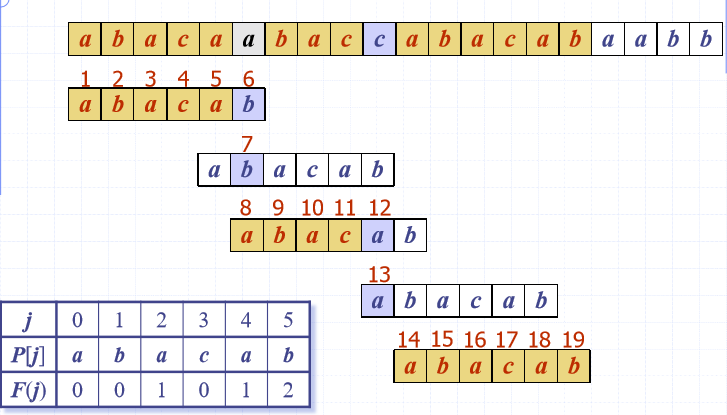 a b a c a a b a c c a b a c a b a a b b
1 2 3 4 5 6
a b a c a b
7
a b a c a b
8 9 10 11 12
a b a c a b
13
a b a c a b
14 15 16 17 18 19
a b a c a b
j 0 1 2 3 4 5
P[j] a b a c a b
F(j) 0 0 1 0 1 2